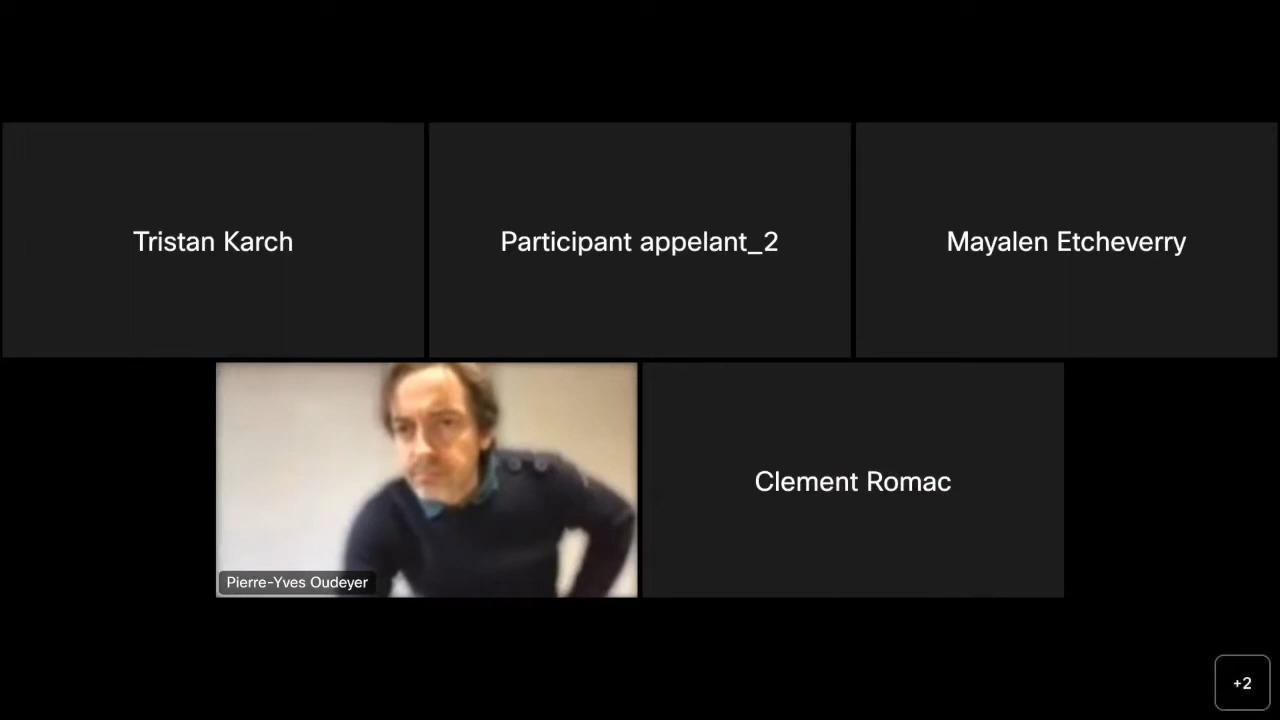 Tristan Karch
Participant appelant_2
Mayalen Etcheverry
Pierre-Yves Oudeyer
Clement Romac
+2